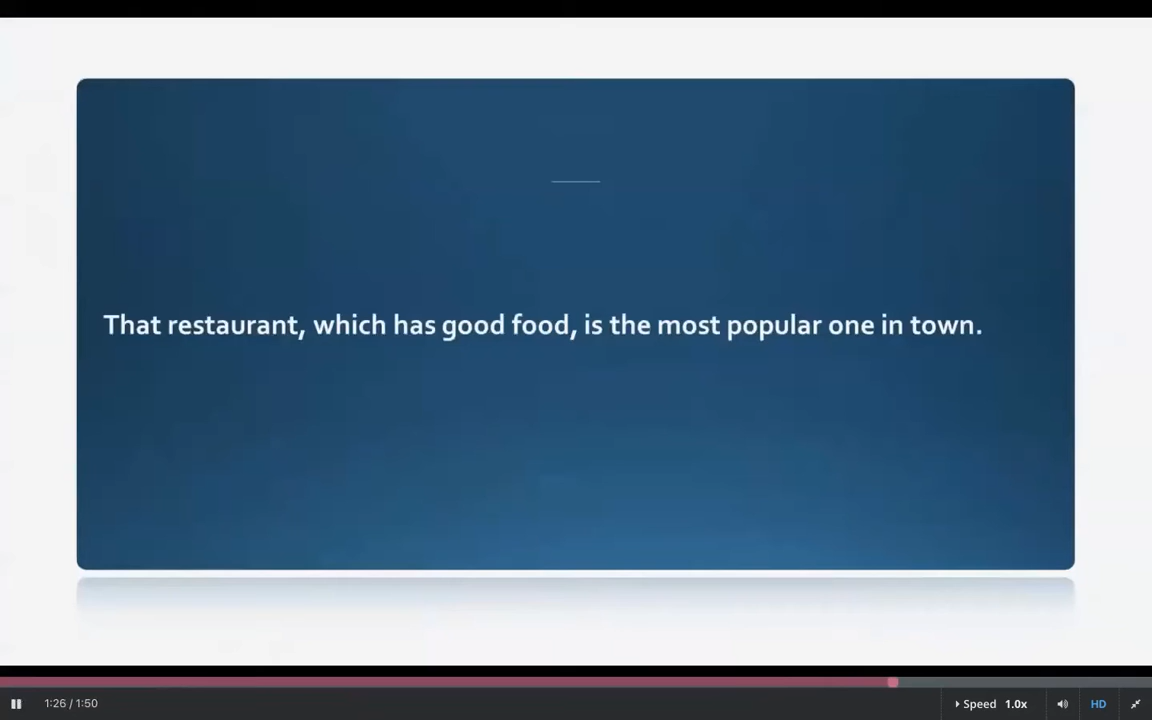 That restaurant, which has good food, is the most popular one in town.
1:26 / 1:50
Speed 1.0x
HD